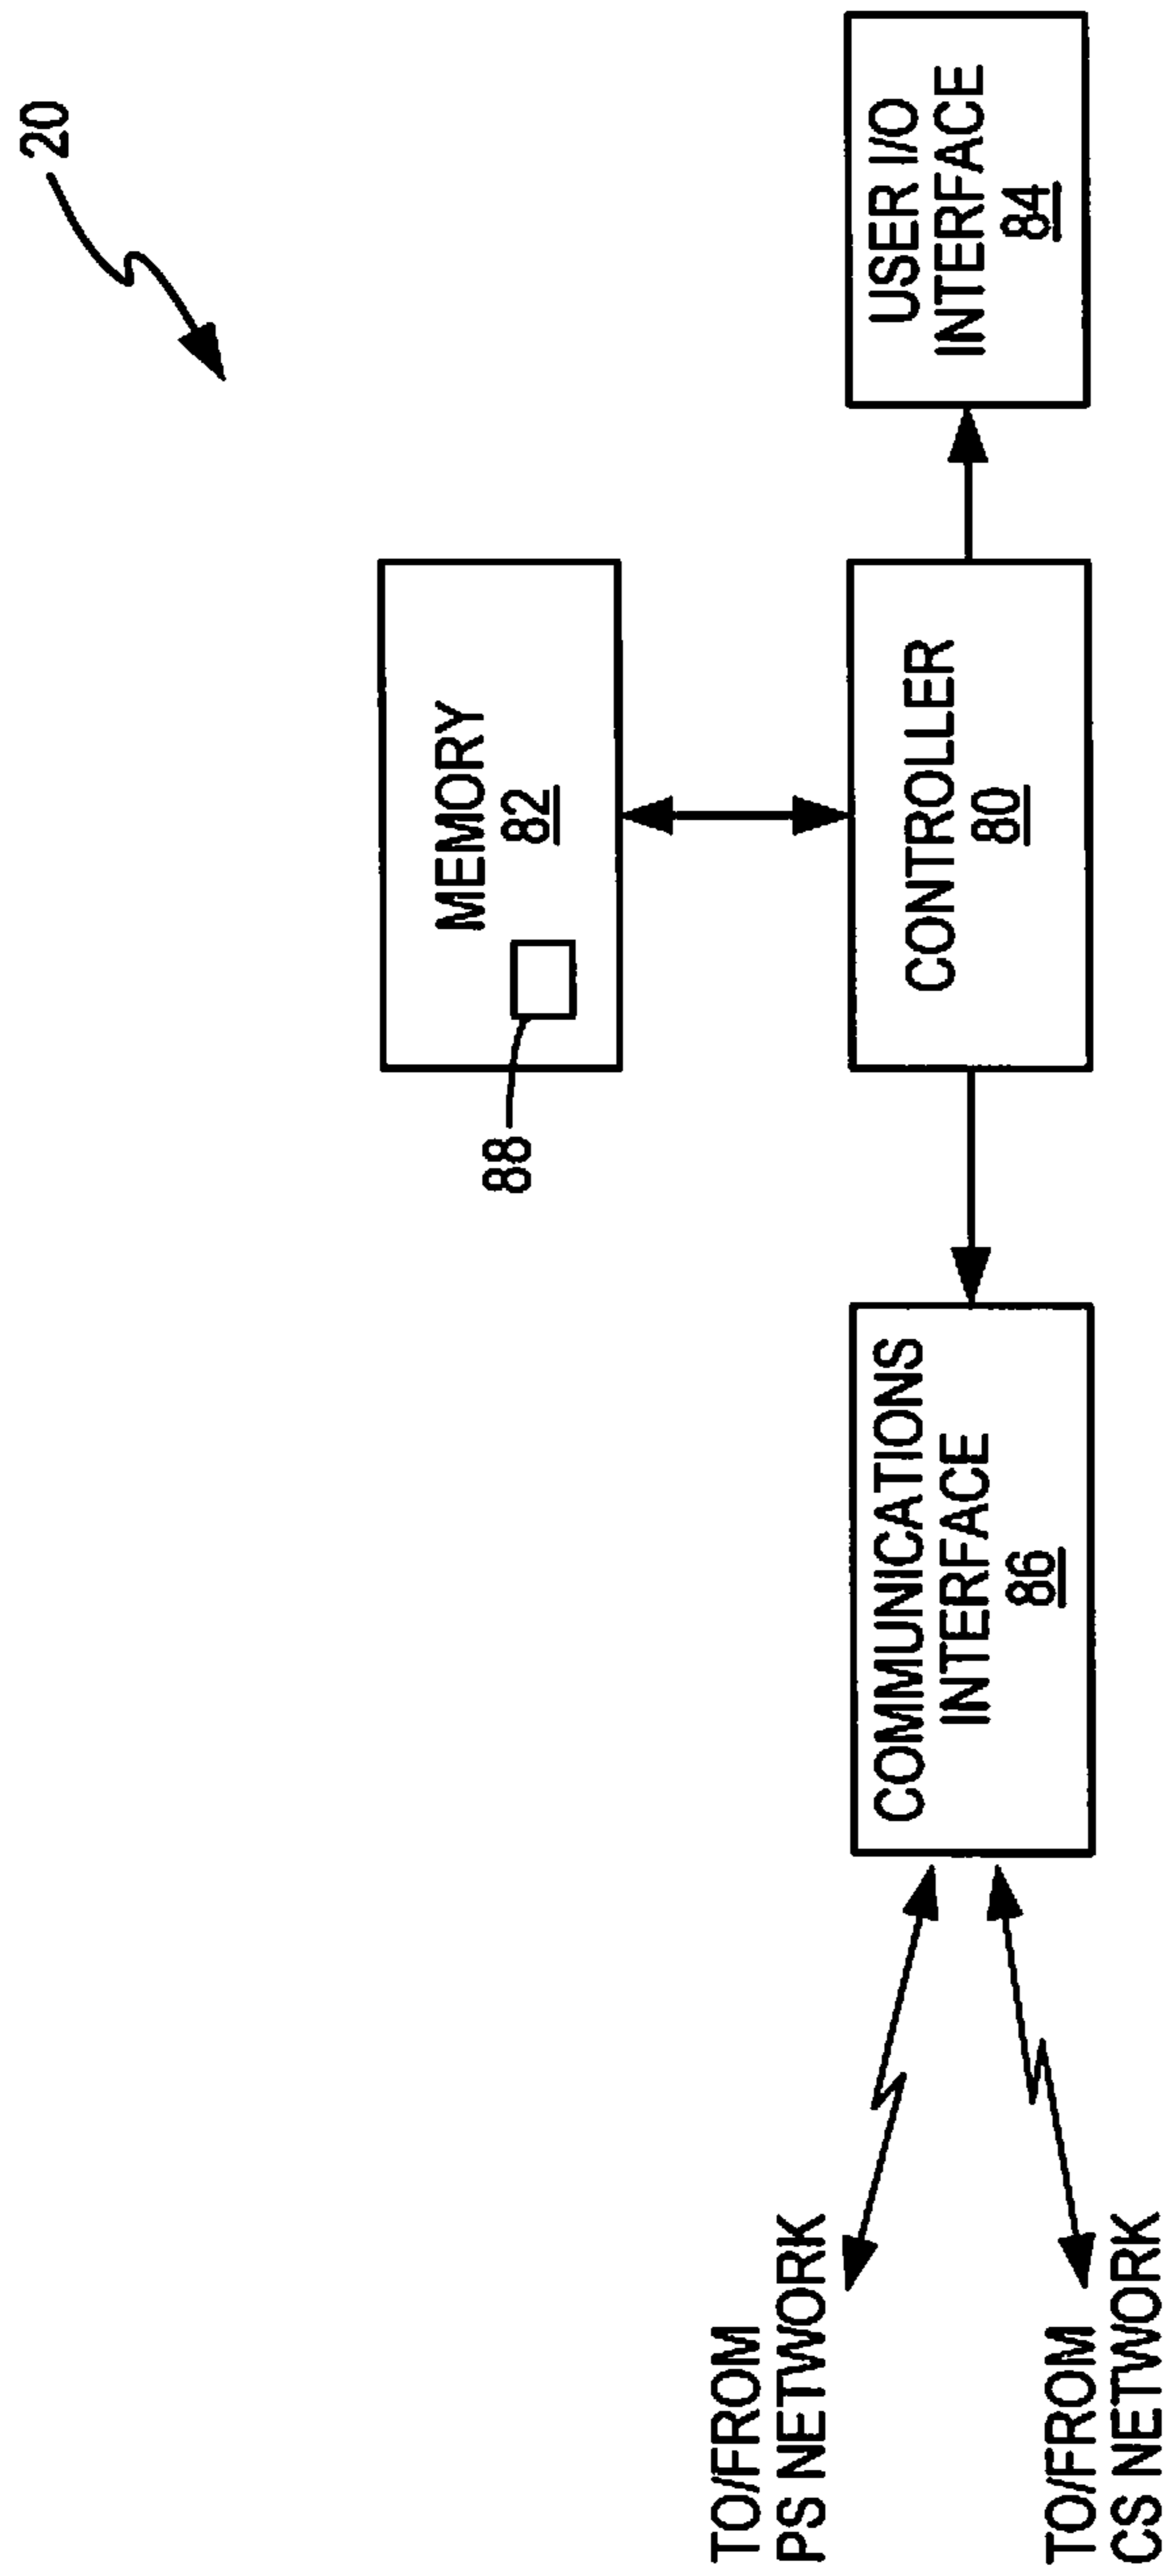 20
MEMORY
82
88
TO/FROM
PS NETWORK
TO/FROM
CS NETWORK
COMMUNICATIONS
INTERFACE
86
CONTROLLER
80
USER I/O
INTERFACE
84